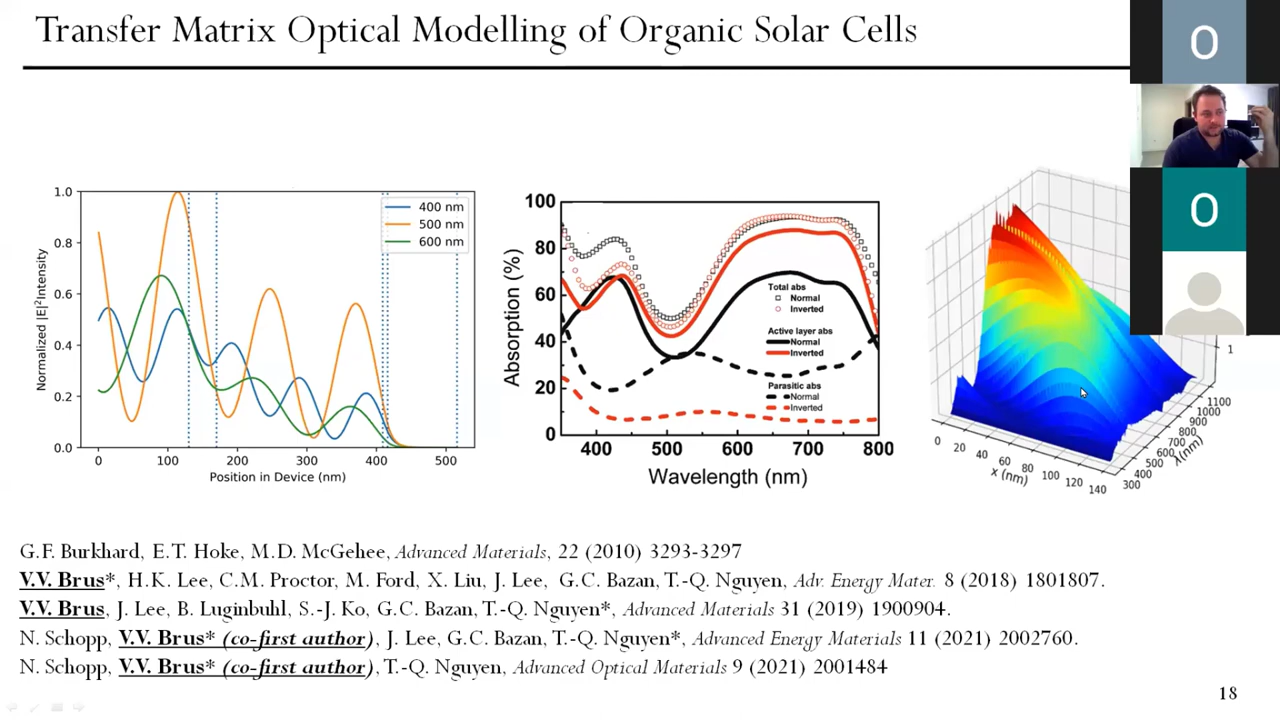 Transfer Matrix Optical Modelling of Organic Solar Cells
O
O
1.0
0.8
0.6
0.4
0.2
0.0
Normalized |E|²Intensity
400 nm
500 nm
600 nm
0 100 200 300 400 500
Position in Device (nm)
100
80
60
40
20
0
Absorption (%)
Total abs
Normal
Inverted
Active layer abs
Normal
Inverted
Parasitic abs
Normal
Inverted
400 500 600 700 800
Wavelength (nm)
1
0 20 40 60 80 100 120 140
x (nm)
300 400 500 600 700 800 900 1000 1100
λ(nm)
G.F. Burkhard, E.T. Hoke, M.D. McGehee, Advanced Materials, 22 (2010) 3293-3297
V.V. Brus*, H.K. Lee, C.M. Proctor, M. Ford, X. Liu, J. Lee, G.C. Bazan, T.-Q. Nguyen, Adv. Energy Mater. 8 (2018) 1801807.
V.V. Brus, J. Lee, B. Luginbuhl, S.-J. Ko, G.C. Bazan, T.-Q. Nguyen*, Advanced Materials 31 (2019) 1900904.
N. Schopp, V.V. Brus* (co-first author), J. Lee, G.C. Bazan, T.-Q. Nguyen*, Advanced Energy Materials 11 (2021) 2002760.
N. Schopp, V.V. Brus* (co-first author), T.-Q. Nguyen, Advanced Optical Materials 9 (2021) 2001484
18